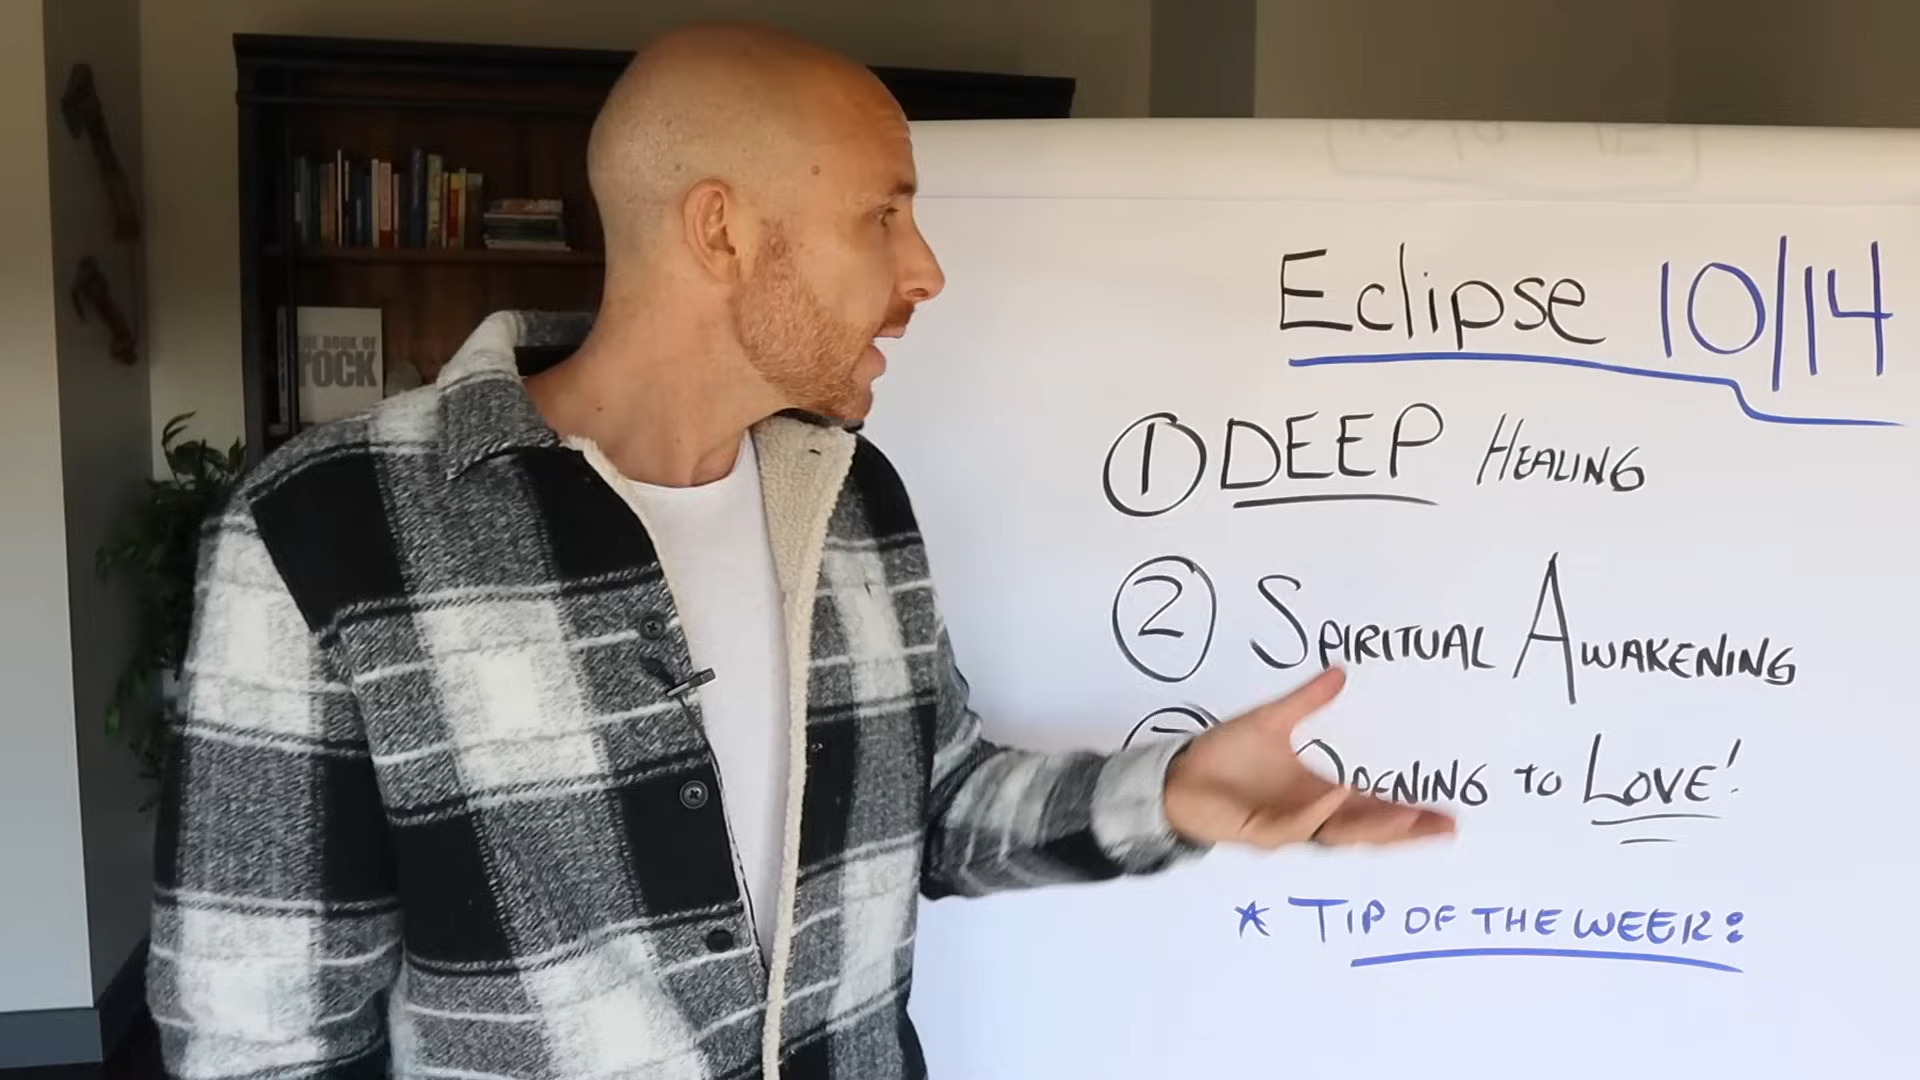 THE BOOK OF
ROCK
Eclipse 10/14
1 DEEP HEALING
2 SPIRITUAL AWAKENING
OPENING TO LOVE!
* TIP OF THE WEEK: